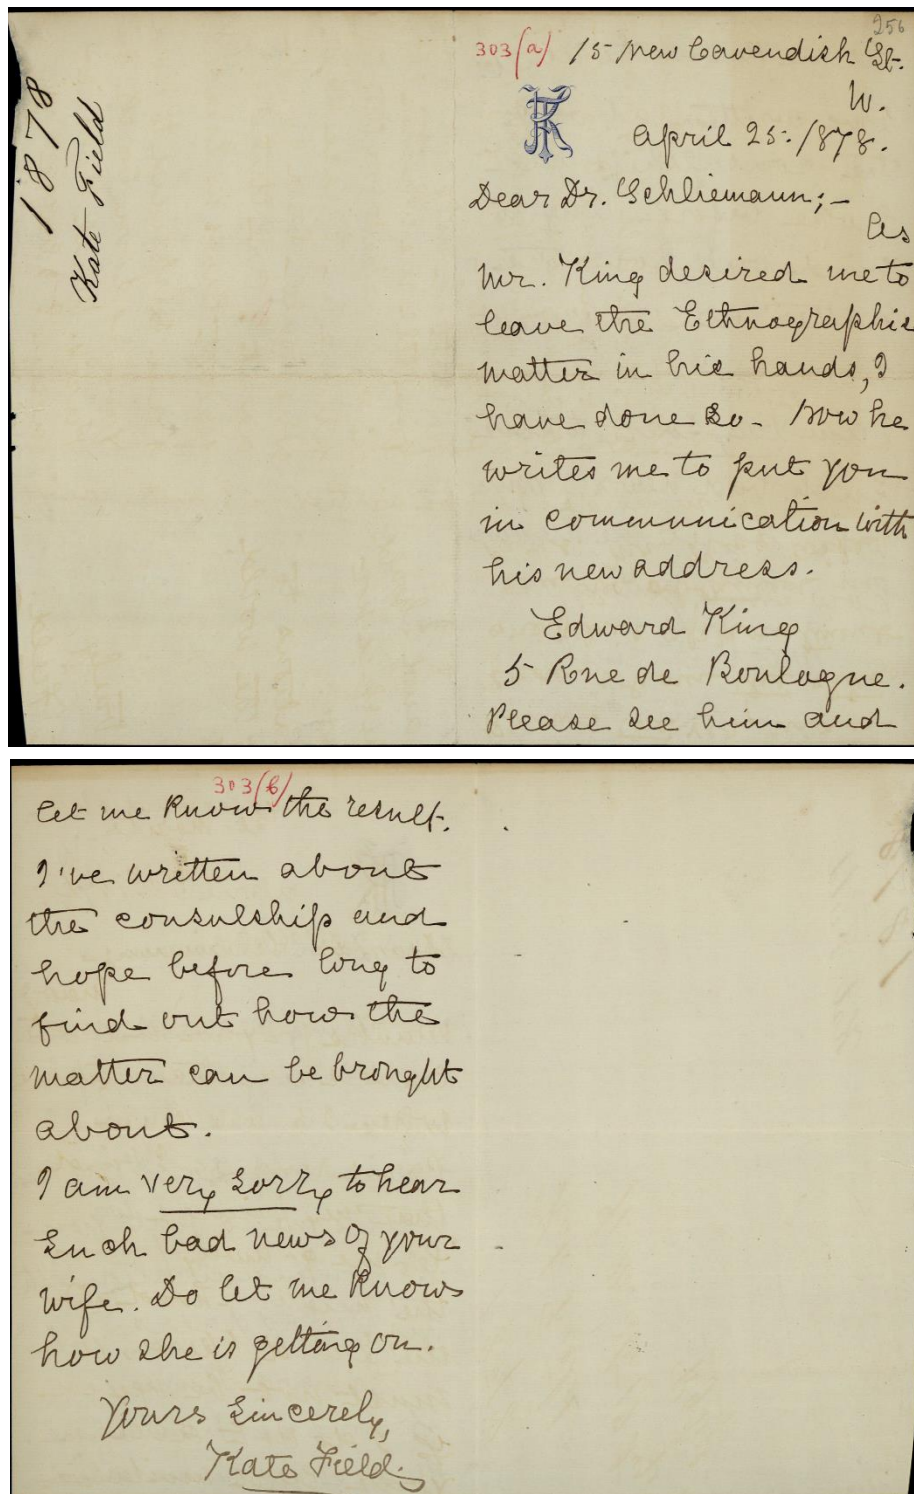 1878
Kate Field
256
303(a) 15 New Cavendish St.
W.
KF
April 25. /878.
Dear Dr. Schliemann;—
As
Mr. King desired me to
leave the Ethnographic
matter in his hands, I
have done so. Now he
writes me to put you
in communication with
his new address.
Edward King
5 Rue de Boulogne.
Please see him and
303(b)
let me know the result.
I've written about
the consulship and
hope before long to
find out how the
matter can be brought
about.
I am very sorry to hear
such bad news of your
wife. Do let me know
how she is getting on.
Yours Sincerely,
Kate Field.